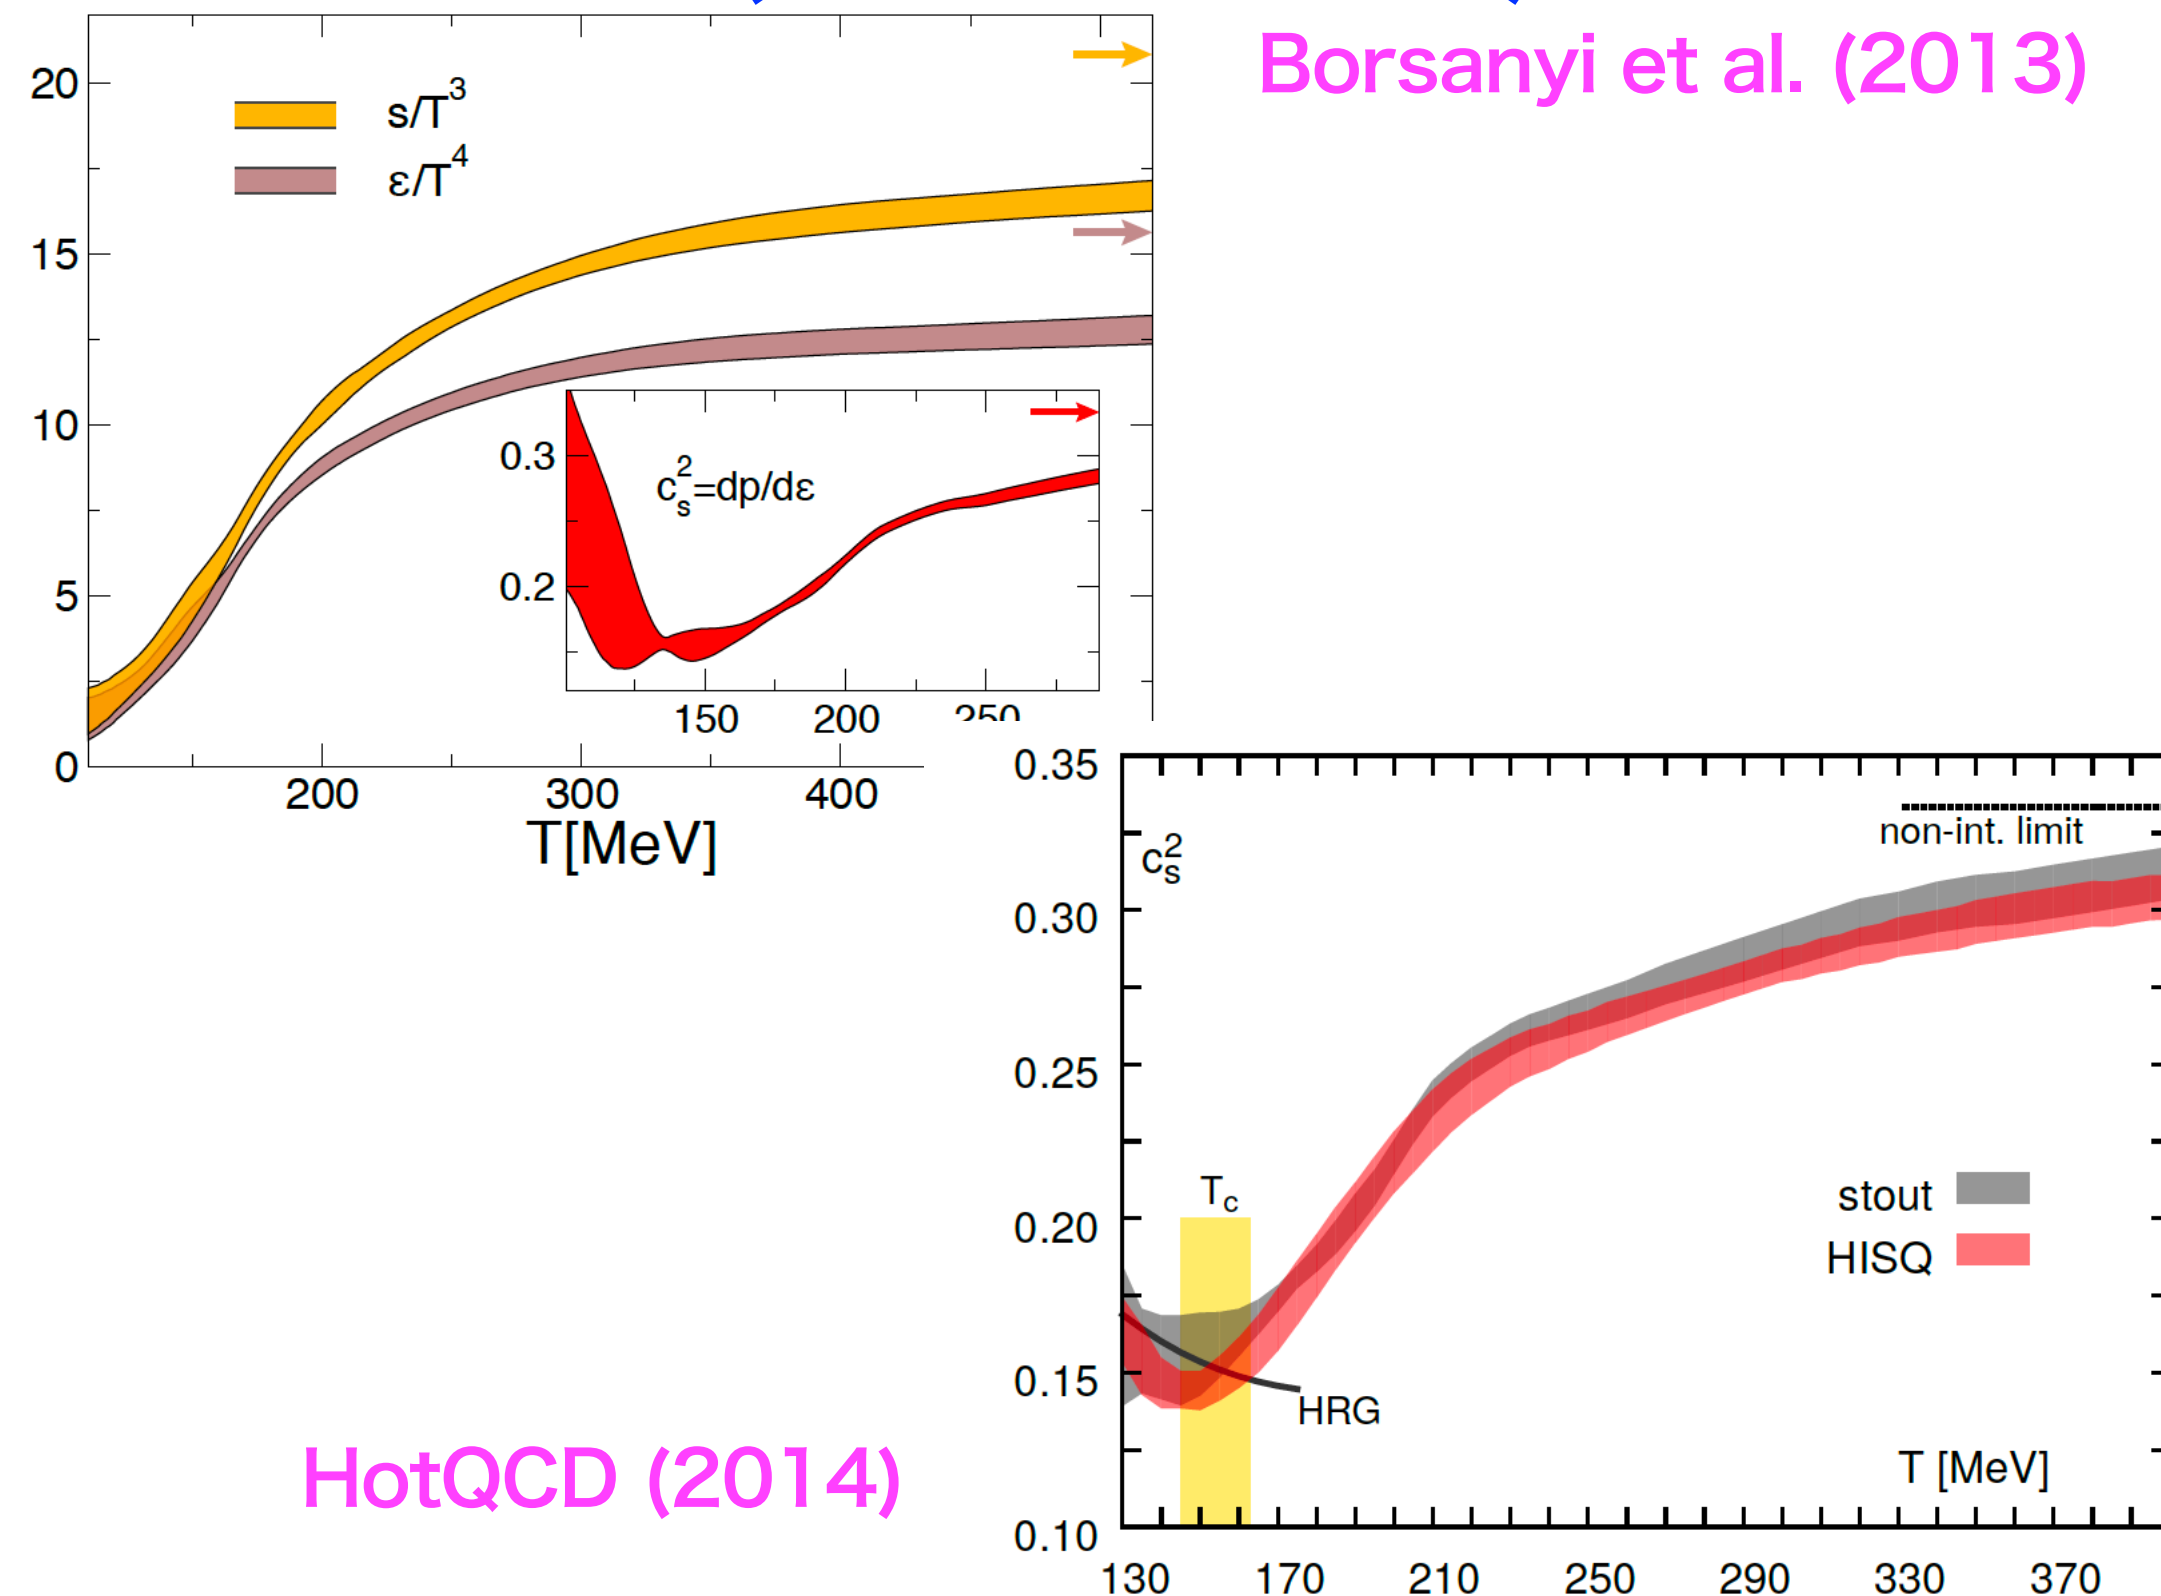 Borsanyi et al. (2013)
20
15
10
5
0
s/T3
ε/T4
0.3
0.2
c2s=dp/dε
150 200 250
200 300 400
T[MeV]
HotQCD (2014)
0.35
0.30
0.25
0.20
0.15
0.10
c2s
non-int. limit
Tc
stout
HISQ
HRG
T [MeV]
130 170 210 250 290 330 370